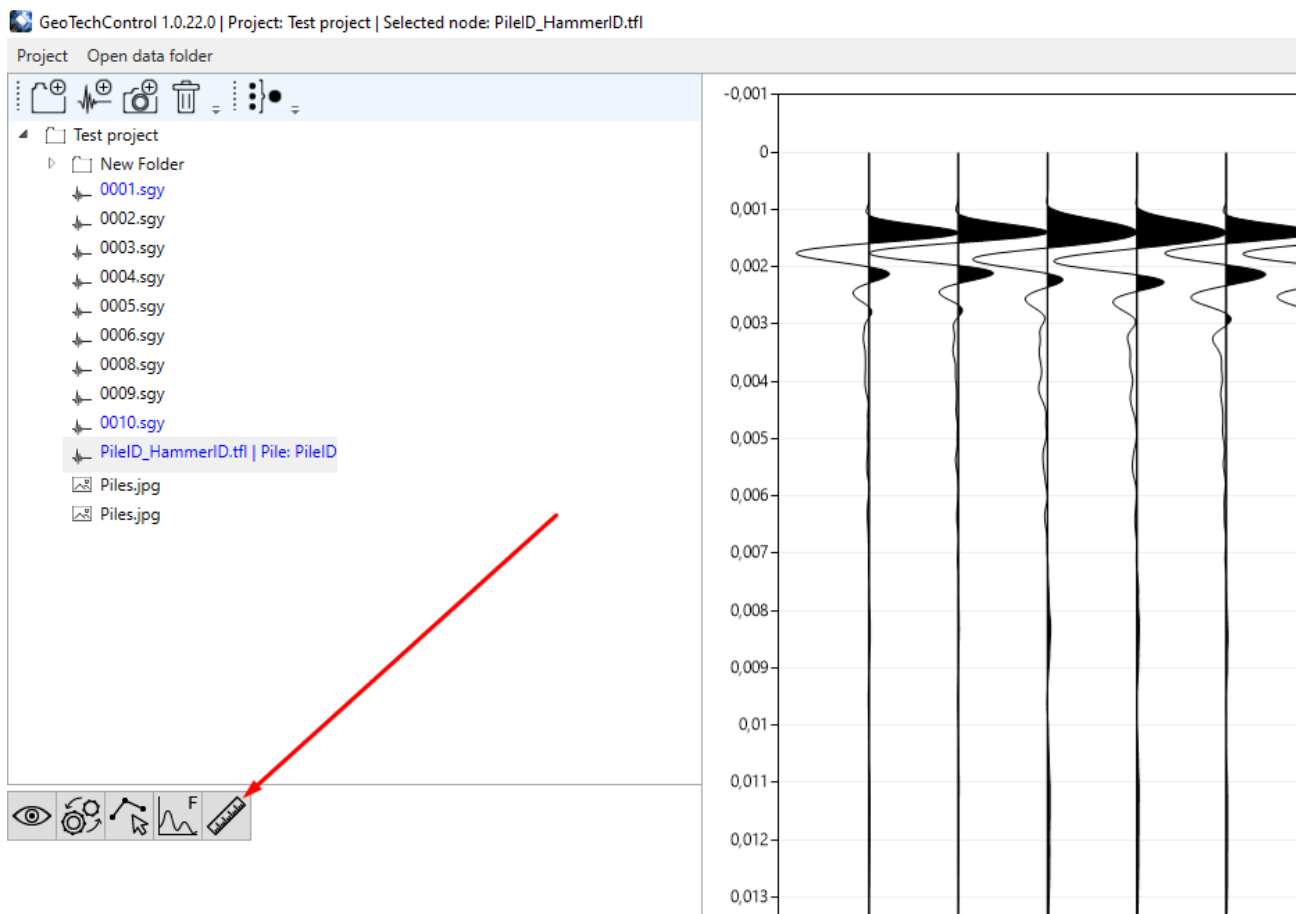 GeoTechControl 1.0.22.0 | Project: Test project | Selected node: PileID_HammerID.tfl
Project Open data folder
Test project
New Folder
0001.sgy
0002.sgy
0003.sgy
0004.sgy
0005.sgy
0006.sgy
0008.sgy
0009.sgy
0010.sgy
PileID_HammerID.tfl | Pile: PileID
Piles.jpg
Piles.jpg
F
-0,001
0
0,001
0,002
0,003
0,004
0,005
0,006
0,007
0,008
0,009
0,01
0,011
0,012
0,013